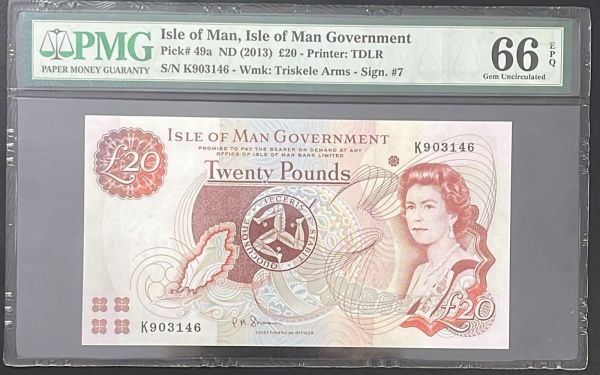 PMG
PAPER MONEY GUARANTY
Isle of Man, Isle of Man Government
Pick# 49a ND (2013) £20 - Printer: TDLR
S/N K903146 - Wmk: Triskele Arms - Sign. #7
66 EPQ
Gem Uncirculated
£20
ISLE OF MAN GOVERNMENT
K903146
PROMISE TO PAY THE BEARER ON DEMAND AT ANY
OFFICE OF ISLE OF MAN BANK LIMITED
Twenty Pounds
QUOCUNQUE JECERIS STABIT
£20
K903146
CHIEF FINANCIAL OFFICER